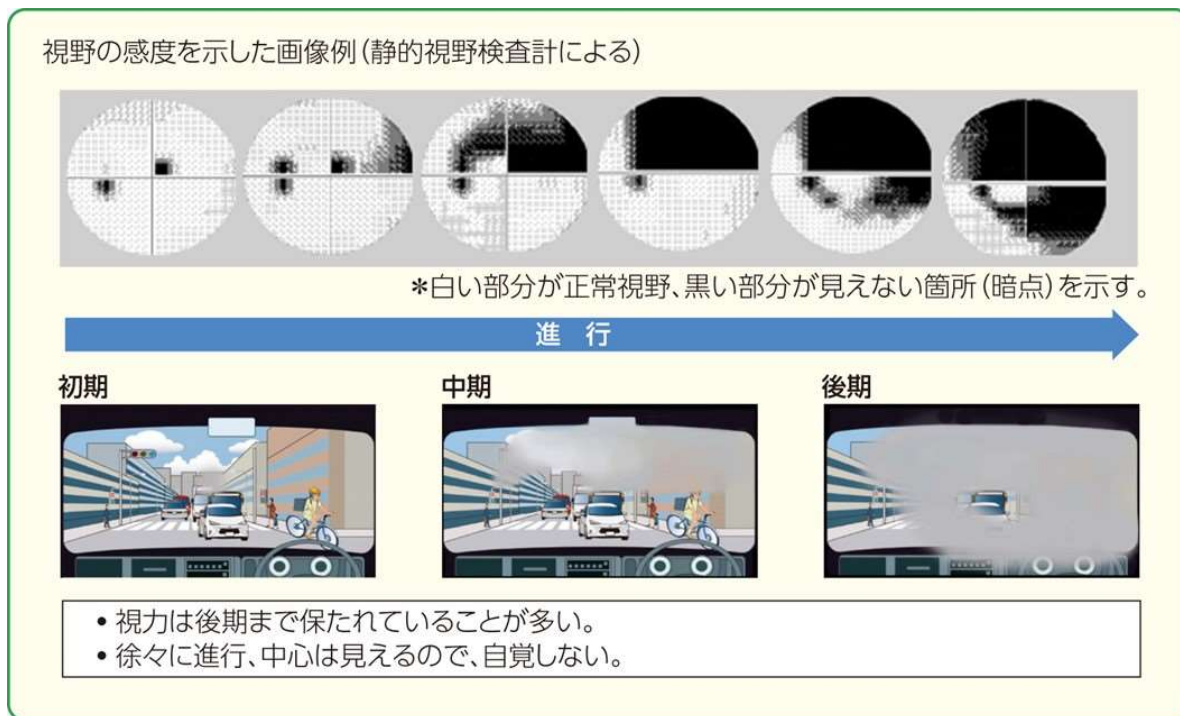 視野の感度を示した画像例(静的視野検査計による)
*白い部分が正常視野、黒い部分が見えない箇所(暗点)を示す。
進 行
初期
中期
後期
• 視力は後期まで保たれていることが多い。
• 徐々に進行、中心は見えるので、自覚しない。